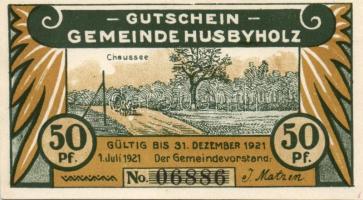 - GUTSCHEIN -
GEMEINDE HUSBYHOLZ
Chaussee
50 Pf.
50 Pf.
GÜLTIG BIS 31. DEZEMBER 1921
1. Juli 1921 Der Gemeindevorstand:
No. 06886 J. Matzen